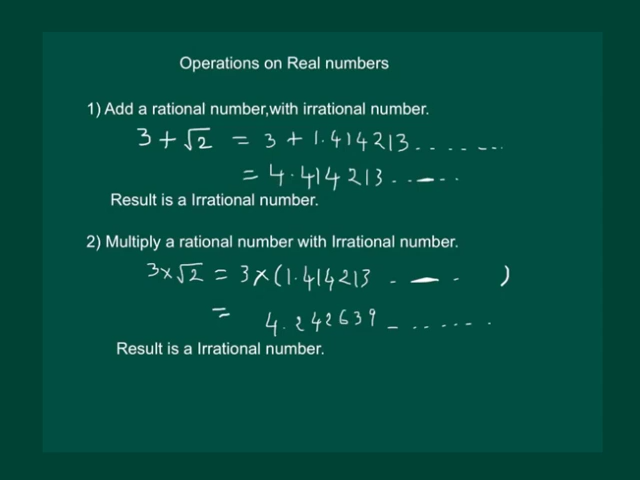 Operations on Real numbers
1) Add a rational number,with irrational number.
3 + √2 = 3 + 1.414213.......
= 4.414213......
Result is a Irrational number.
2) Multiply a rational number with Irrational number.
3×√2 = 3×(1.414213 - — - )
= 4.242639 - .......
Result is a Irrational number.